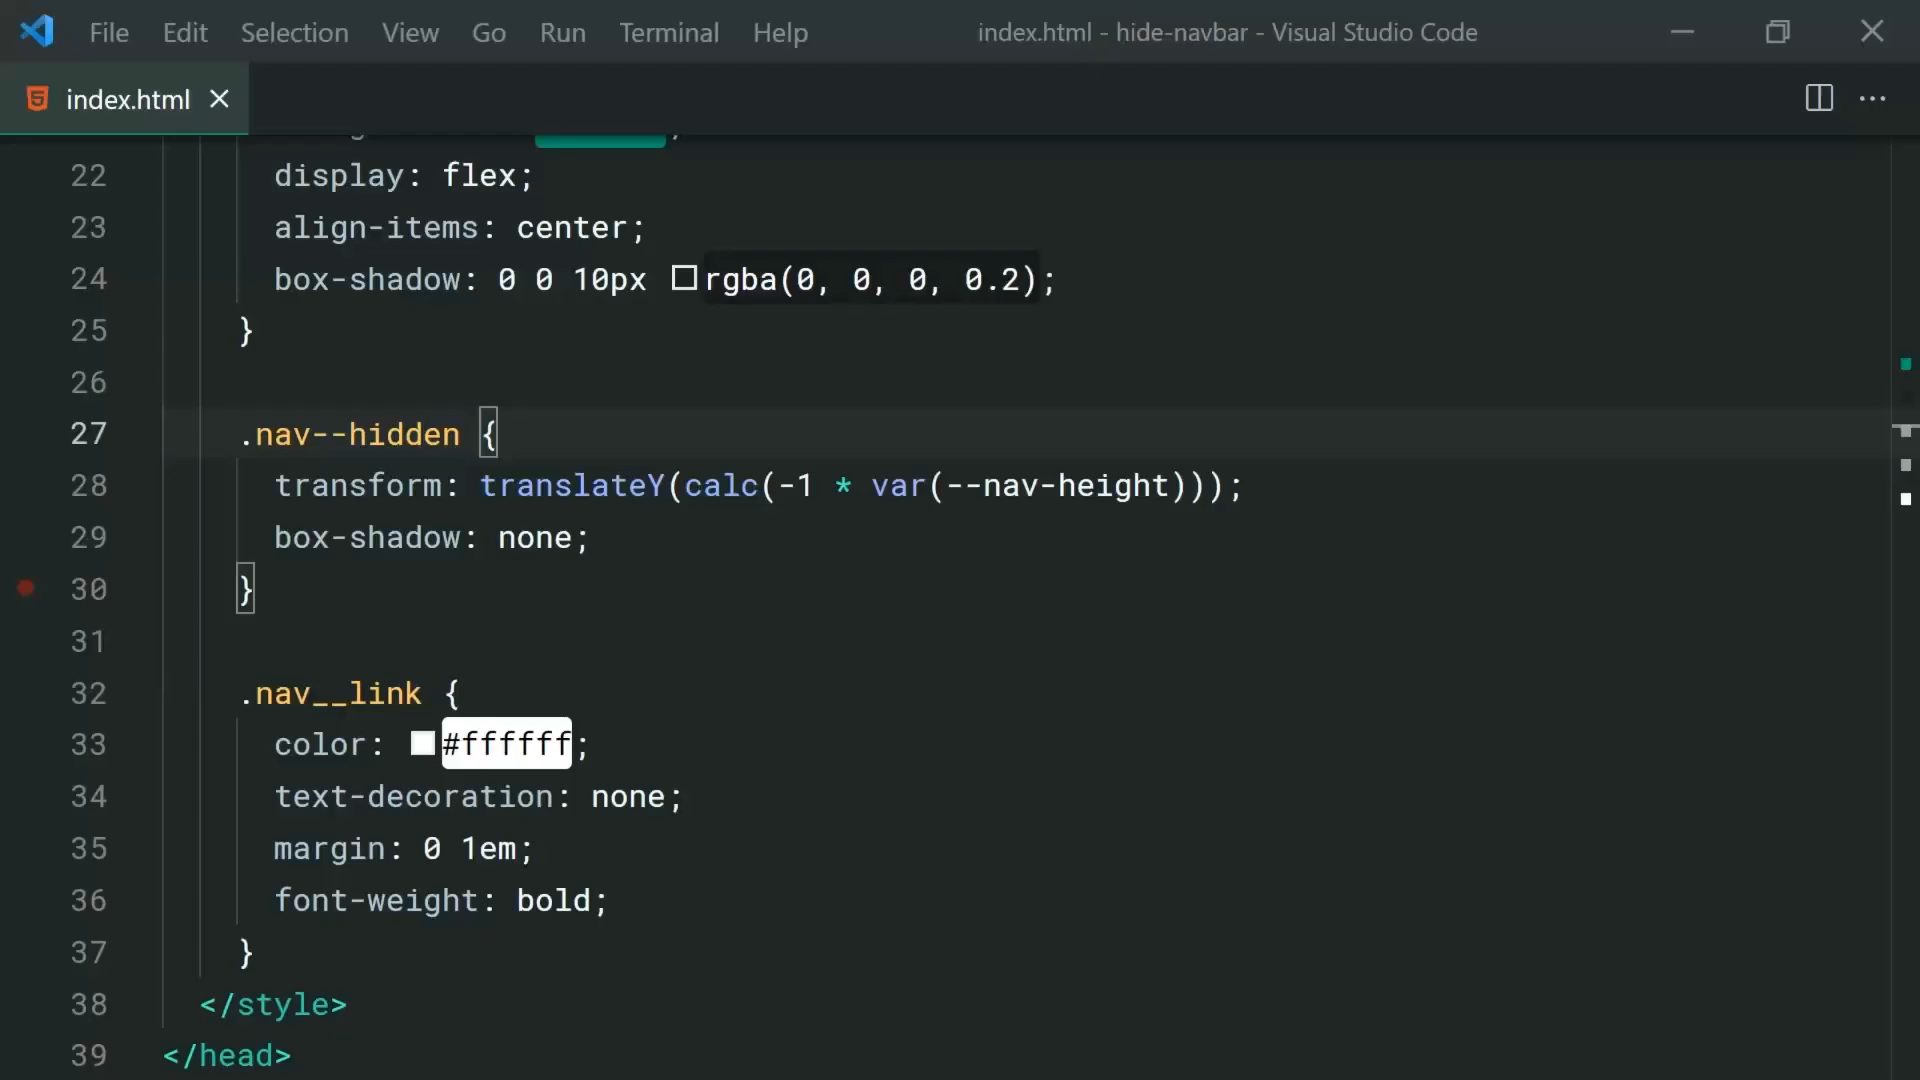 File Edit Selection View Go Run Terminal Help index.html - hide-navbar - Visual Studio Code
index.html
22 display: flex;
23 align-items: center;
24 box-shadow: 0 0 10px rgba(0, 0, 0, 0.2);
25 }
26
27 .nav--hidden {
28 transform: translateY(calc(-1 * var(--nav-height)));
29 box-shadow: none;
30 }
31
32 .nav__link {
33 color: #ffffff;
34 text-decoration: none;
35 margin: 0 1em;
36 font-weight: bold;
37 }
38 </style>
39 </head>